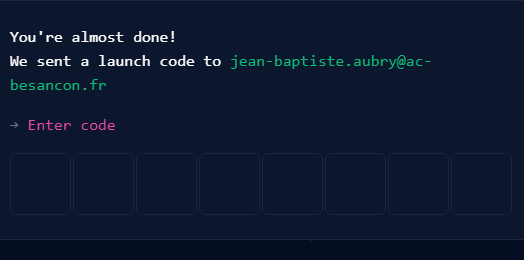 You're almost done!
We sent a launch code to jean-baptiste.aubry@ac-
besancon.fr
→ Enter code